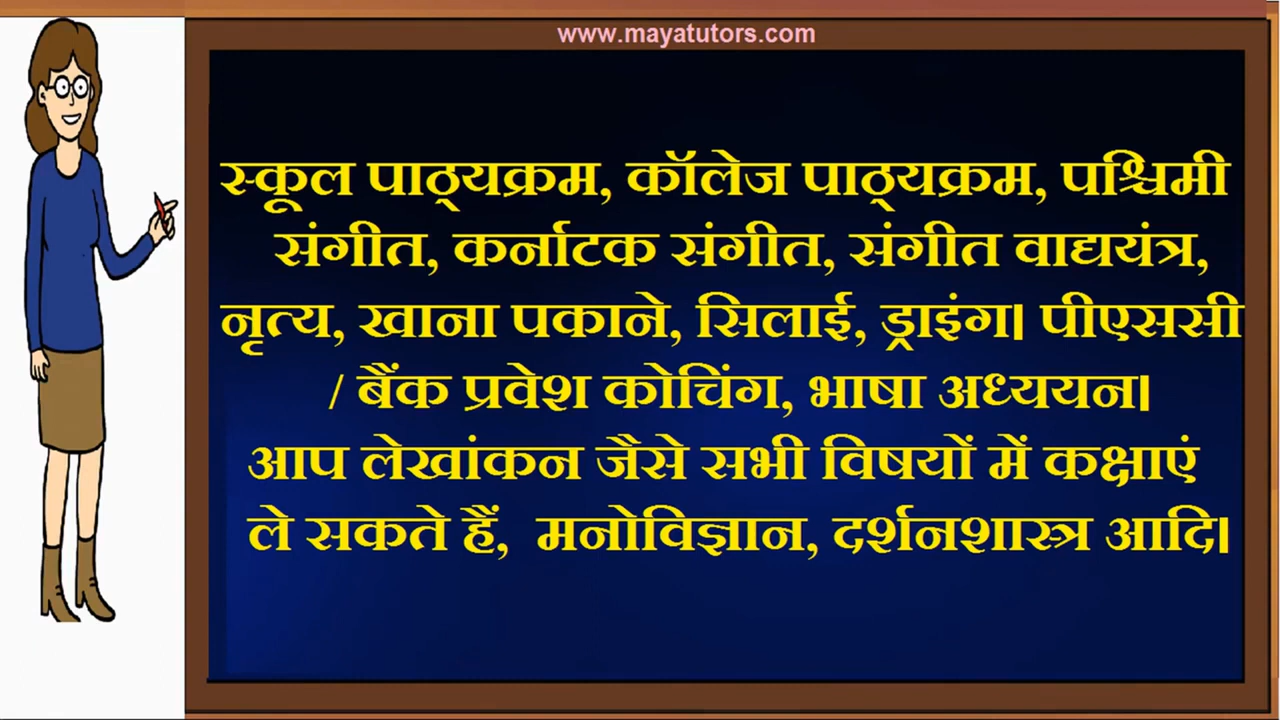 www.mayatutors.com
स्कूल पाठ्यक्रम, कॉलेज पाठ्यक्रम, पश्चिमी
संगीत, कर्नाटक संगीत, संगीत वाद्ययंत्र,
नृत्य, खाना पकाने, सिलाई, ड्राइंग। पीएससी
/ बैंक प्रवेश कोचिंग, भाषा अध्ययन।
आप लेखांकन जैसे सभी विषयों में कक्षाएं
ले सकते हैं, मनोविज्ञान, दर्शनशास्त्र आदि।